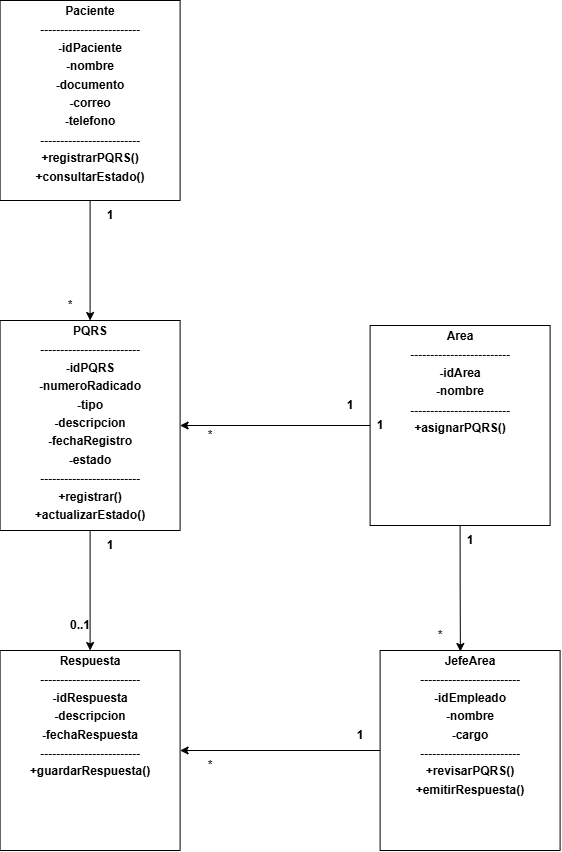 Paciente
-------------------------
-idPaciente
-nombre
-documento
-correo
-telefono
-------------------------
+registrarPQRS()
+consultarEstado()
1
*
PQRS
-------------------------
-idPQRS
-numeroRadicado
-tipo
-descripcion
-fechaRegistro
-estado
-------------------------
+registrar()
+actualizarEstado()
Area
-------------------------
-idArea
-nombre
-------------------------
+asignarPQRS()
1
1
*
1
0..1
1
*
Respuesta
-------------------------
-idRespuesta
-descripcion
-fechaRespuesta
-------------------------
+guardarRespuesta()
JefeArea
-------------------------
-idEmpleado
-nombre
-cargo
-------------------------
+revisarPQRS()
+emitirRespuesta()
1
*